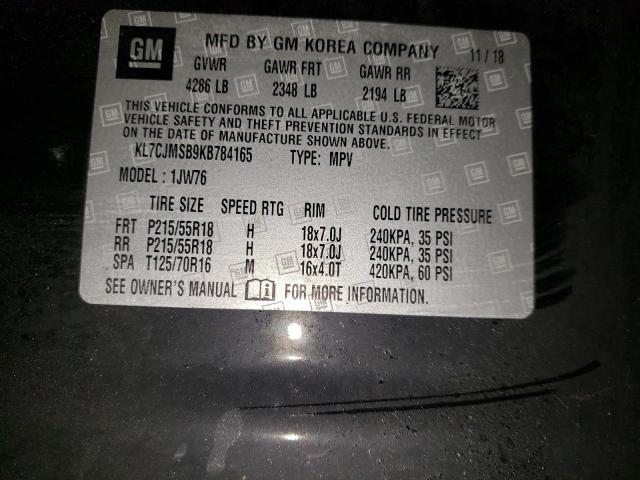 GM MFD BY GM KOREA COMPANY 11/18
GVWR GAWR FRT GAWR RR
4286 LB 2348 LB 2194 LB
THIS VEHICLE CONFORMS TO ALL APPLICABLE U.S. FEDERAL MOTOR
VEHICLE SAFETY AND THEFT PREVENTION STANDARDS IN EFFECT
ON THE DATE OF MANUFACTURE SHOWN ABOVE.
KL7CJMSB9KB784165 TYPE: MPV
MODEL: 1JW76
TIRE SIZE SPEED RTG RIM COLD TIRE PRESSURE
FRT P215/55R18 H 18x7.0J 240KPA, 35 PSI
RR P215/55R18 H 18x7.0J 240KPA, 35 PSI
SPA T125/70R16 M 16x4.0T 420KPA, 60 PSI
SEE OWNER'S MANUAL FOR MORE INFORMATION.